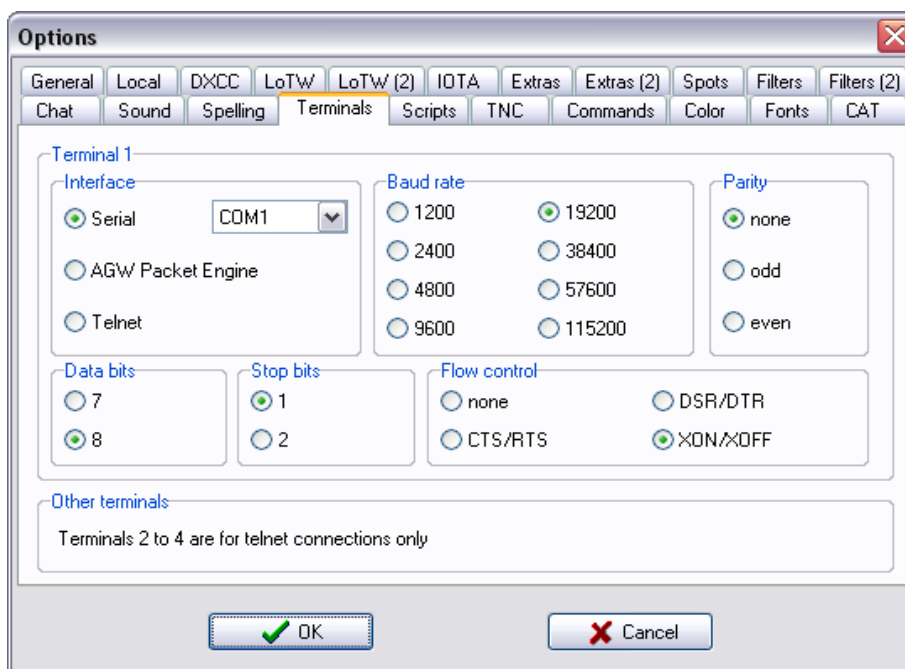 Options
General Local DXCC LoTW LoTW (2) IOTA Extras Extras (2) Spots Filters Filters (2)
Chat Sound Spelling Terminals Scripts TNC Commands Color Fonts CAT
Terminal 1
Interface Baud rate Parity
Serial COM1 1200 19200 none
2400 38400
AGW Packet Engine odd
4800 57600
Telnet 9600 115200 even
Data bits Stop bits Flow control
7 1 none DSR/DTR
8 2 CTS/RTS XON/XOFF
Other terminals
Terminals 2 to 4 are for telnet connections only
OK Cancel